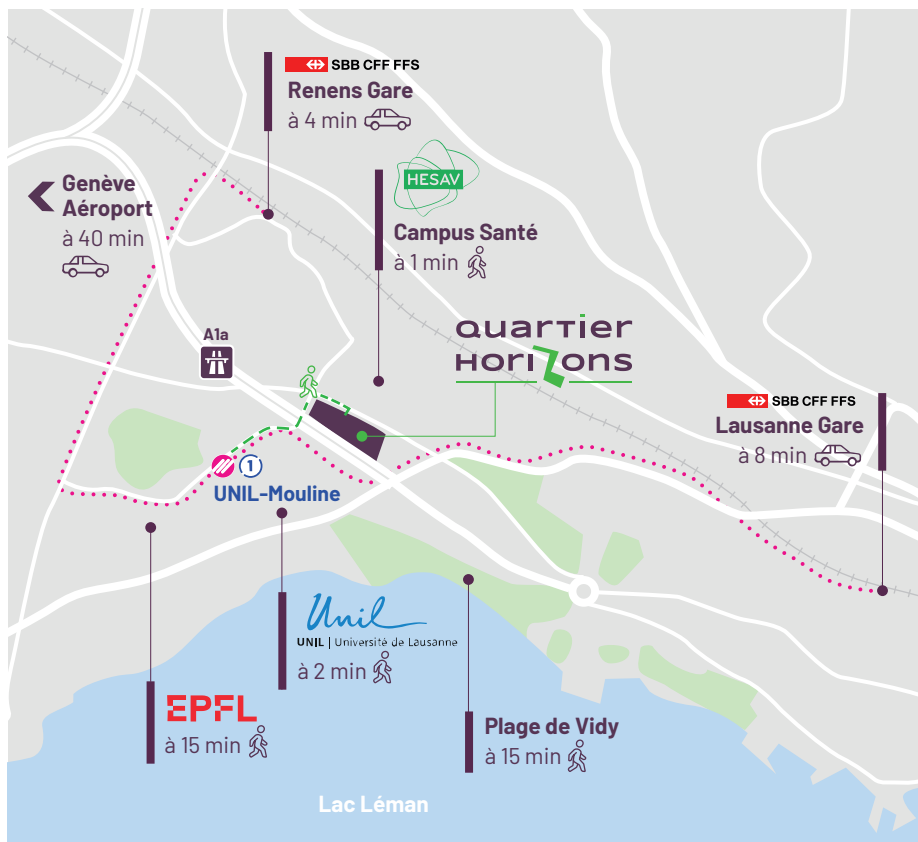 SBB CFF FFS
Renens Gare
à 4 min
HESAV
Campus Santé
à 1 min
Genève
Aéroport
à 40 min
A1a
QUARTIER
HORIZONS
SBB CFF FFS
Lausanne Gare
à 8 min
1
UNIL-Mouline
Unil
UNIL | Université de Lausanne
à 2 min
EPFL
à 15 min
Plage de Vidy
à 15 min
Lac Léman